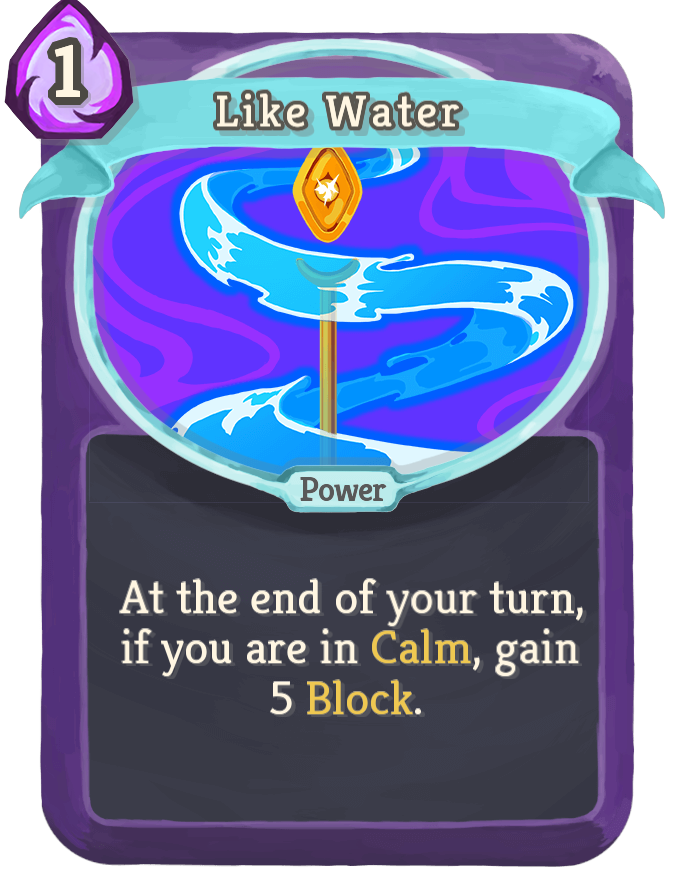 1
Like Water
Power
At the end of your turn,
if you are in Calm, gain
5 Block.